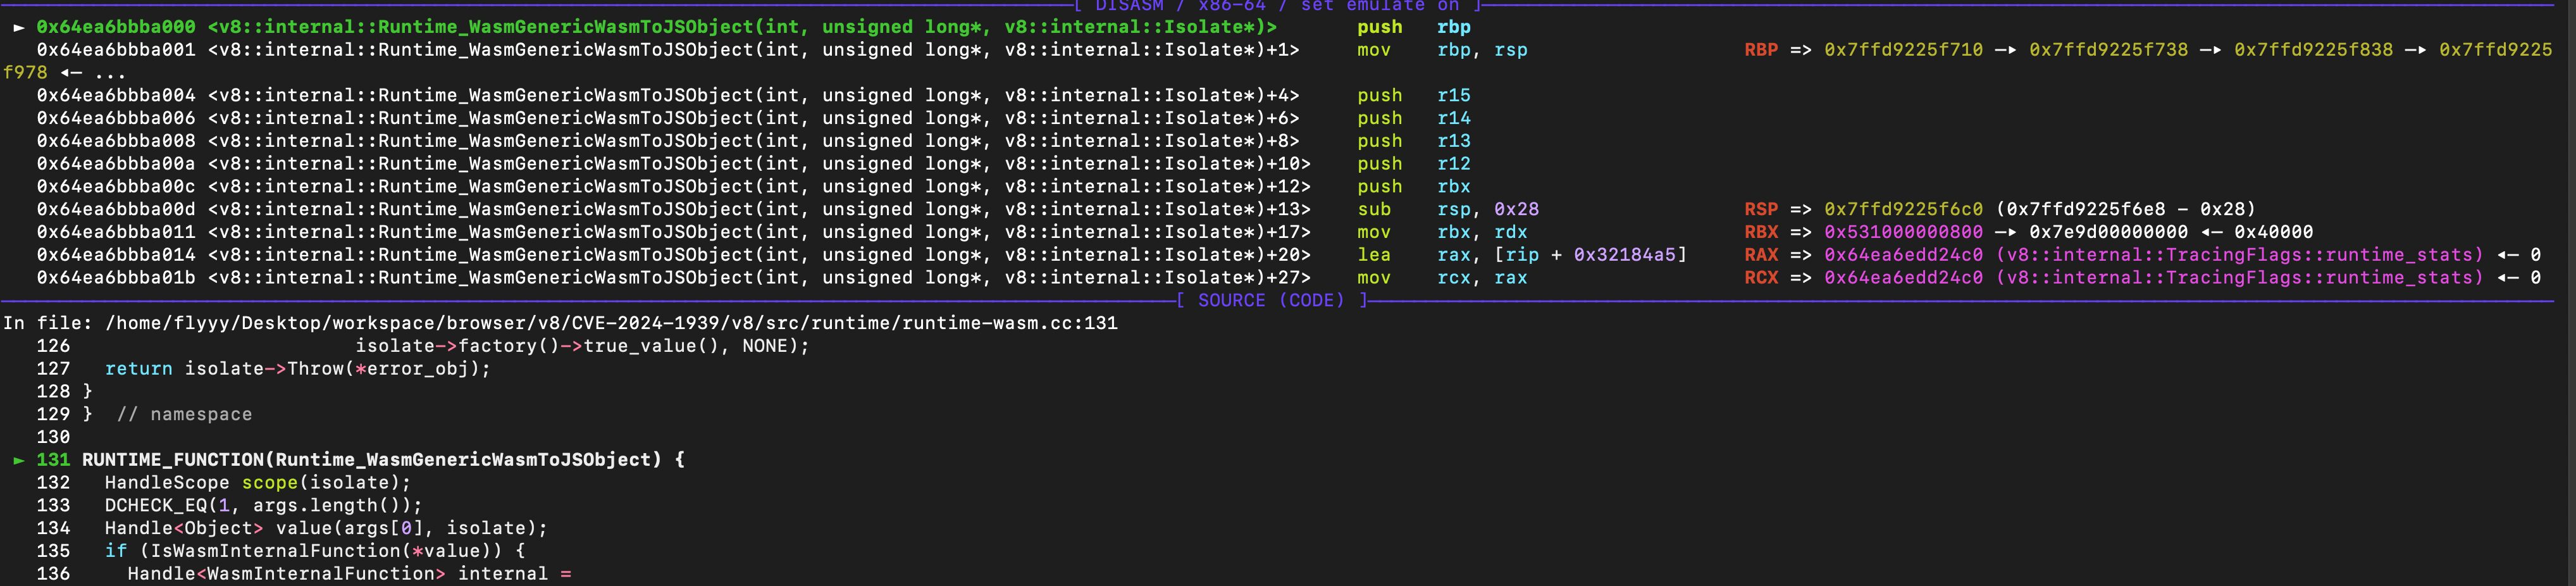 [ DISASM / x86-64 / set emulate on ]
► 0x64ea6bbba000 <v8::internal::Runtime_WasmGenericWasmToJSObject(int, unsigned long*, v8::internal::Isolate*)> push rbp
0x64ea6bbba001 <v8::internal::Runtime_WasmGenericWasmToJSObject(int, unsigned long*, v8::internal::Isolate*)+1> mov rbp, rsp RBP => 0x7ffd9225f710 —▸ 0x7ffd9225f738 —▸ 0x7ffd9225f838 —▸ 0x7ffd9225
f978 ◂— ...
0x64ea6bbba004 <v8::internal::Runtime_WasmGenericWasmToJSObject(int, unsigned long*, v8::internal::Isolate*)+4> push r15
0x64ea6bbba006 <v8::internal::Runtime_WasmGenericWasmToJSObject(int, unsigned long*, v8::internal::Isolate*)+6> push r14
0x64ea6bbba008 <v8::internal::Runtime_WasmGenericWasmToJSObject(int, unsigned long*, v8::internal::Isolate*)+8> push r13
0x64ea6bbba00a <v8::internal::Runtime_WasmGenericWasmToJSObject(int, unsigned long*, v8::internal::Isolate*)+10> push r12
0x64ea6bbba00c <v8::internal::Runtime_WasmGenericWasmToJSObject(int, unsigned long*, v8::internal::Isolate*)+12> push rbx
0x64ea6bbba00d <v8::internal::Runtime_WasmGenericWasmToJSObject(int, unsigned long*, v8::internal::Isolate*)+13> sub rsp, 0x28 RSP => 0x7ffd9225f6c0 (0x7ffd9225f6e8 - 0x28)
0x64ea6bbba011 <v8::internal::Runtime_WasmGenericWasmToJSObject(int, unsigned long*, v8::internal::Isolate*)+17> mov rbx, rdx RBX => 0x531000000800 —▸ 0x7e9d00000000 ◂— 0x40000
0x64ea6bbba014 <v8::internal::Runtime_WasmGenericWasmToJSObject(int, unsigned long*, v8::internal::Isolate*)+20> lea rax, [rip + 0x32184a5] RAX => 0x64ea6edd24c0 (v8::internal::TracingFlags::runtime_stats) ◂— 0
0x64ea6bbba01b <v8::internal::Runtime_WasmGenericWasmToJSObject(int, unsigned long*, v8::internal::Isolate*)+27> mov rcx, rax RCX => 0x64ea6edd24c0 (v8::internal::TracingFlags::runtime_stats) ◂— 0
[ SOURCE (CODE) ]
In file: /home/flyyy/Desktop/workspace/browser/v8/CVE-2024-1939/v8/src/runtime/runtime-wasm.cc:131
126 isolate->factory()->true_value(), NONE);
127 return isolate->Throw(*error_obj);
128 }
129 } // namespace
130
► 131 RUNTIME_FUNCTION(Runtime_WasmGenericWasmToJSObject) {
132 HandleScope scope(isolate);
133 DCHECK_EQ(1, args.length());
134 Handle<Object> value(args[0], isolate);
135 if (IsWasmInternalFunction(*value)) {
136 Handle<WasmInternalFunction> internal =